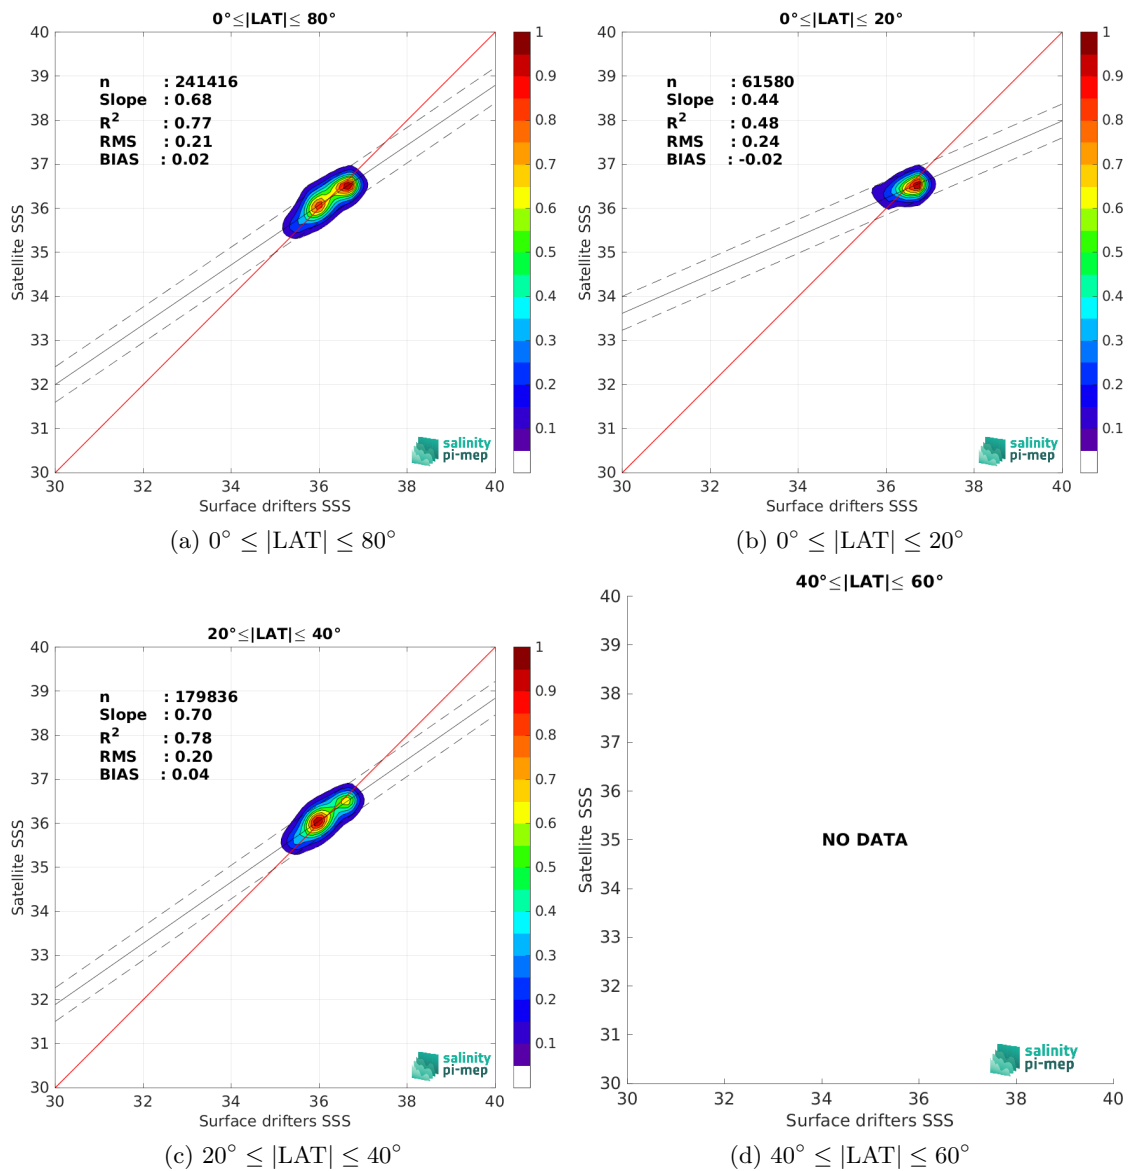 0°≤|LAT|≤ 80°
40
39
38
37
36
35
34
33
32
31
30
Satellite SSS
n : 241416
Slope : 0.68
R2 : 0.77
RMS : 0.21
BIAS : 0.02
salinity
pi-mep
30 32 34 36 38 40
Surface drifters SSS
1
0.9
0.8
0.7
0.6
0.5
0.4
0.3
0.2
0.1
(a) 0° ≤ |LAT| ≤ 80°
0°≤|LAT|≤ 20°
40
39
38
37
36
35
34
33
32
31
30
Satellite SSS
n : 61580
Slope : 0.44
R2 : 0.48
RMS : 0.24
BIAS : -0.02
salinity
pi-mep
30 32 34 36 38 40
Surface drifters SSS
1
0.9
0.8
0.7
0.6
0.5
0.4
0.3
0.2
0.1
(b) 0° ≤ |LAT| ≤ 20°
20°≤|LAT|≤ 40°
40
39
38
37
36
35
34
33
32
31
30
Satellite SSS
n : 179836
Slope : 0.70
R2 : 0.78
RMS : 0.20
BIAS : 0.04
salinity
pi-mep
30 32 34 36 38 40
Surface drifters SSS
1
0.9
0.8
0.7
0.6
0.5
0.4
0.3
0.2
0.1
(c) 20° ≤ |LAT| ≤ 40°
40°≤|LAT|≤ 60°
40
39
38
37
36
35
34
33
32
31
30
Satellite SSS
NO DATA
salinity
pi-mep
30 32 34 36 38 40
Surface drifters SSS
(d) 40° ≤ |LAT| ≤ 60°